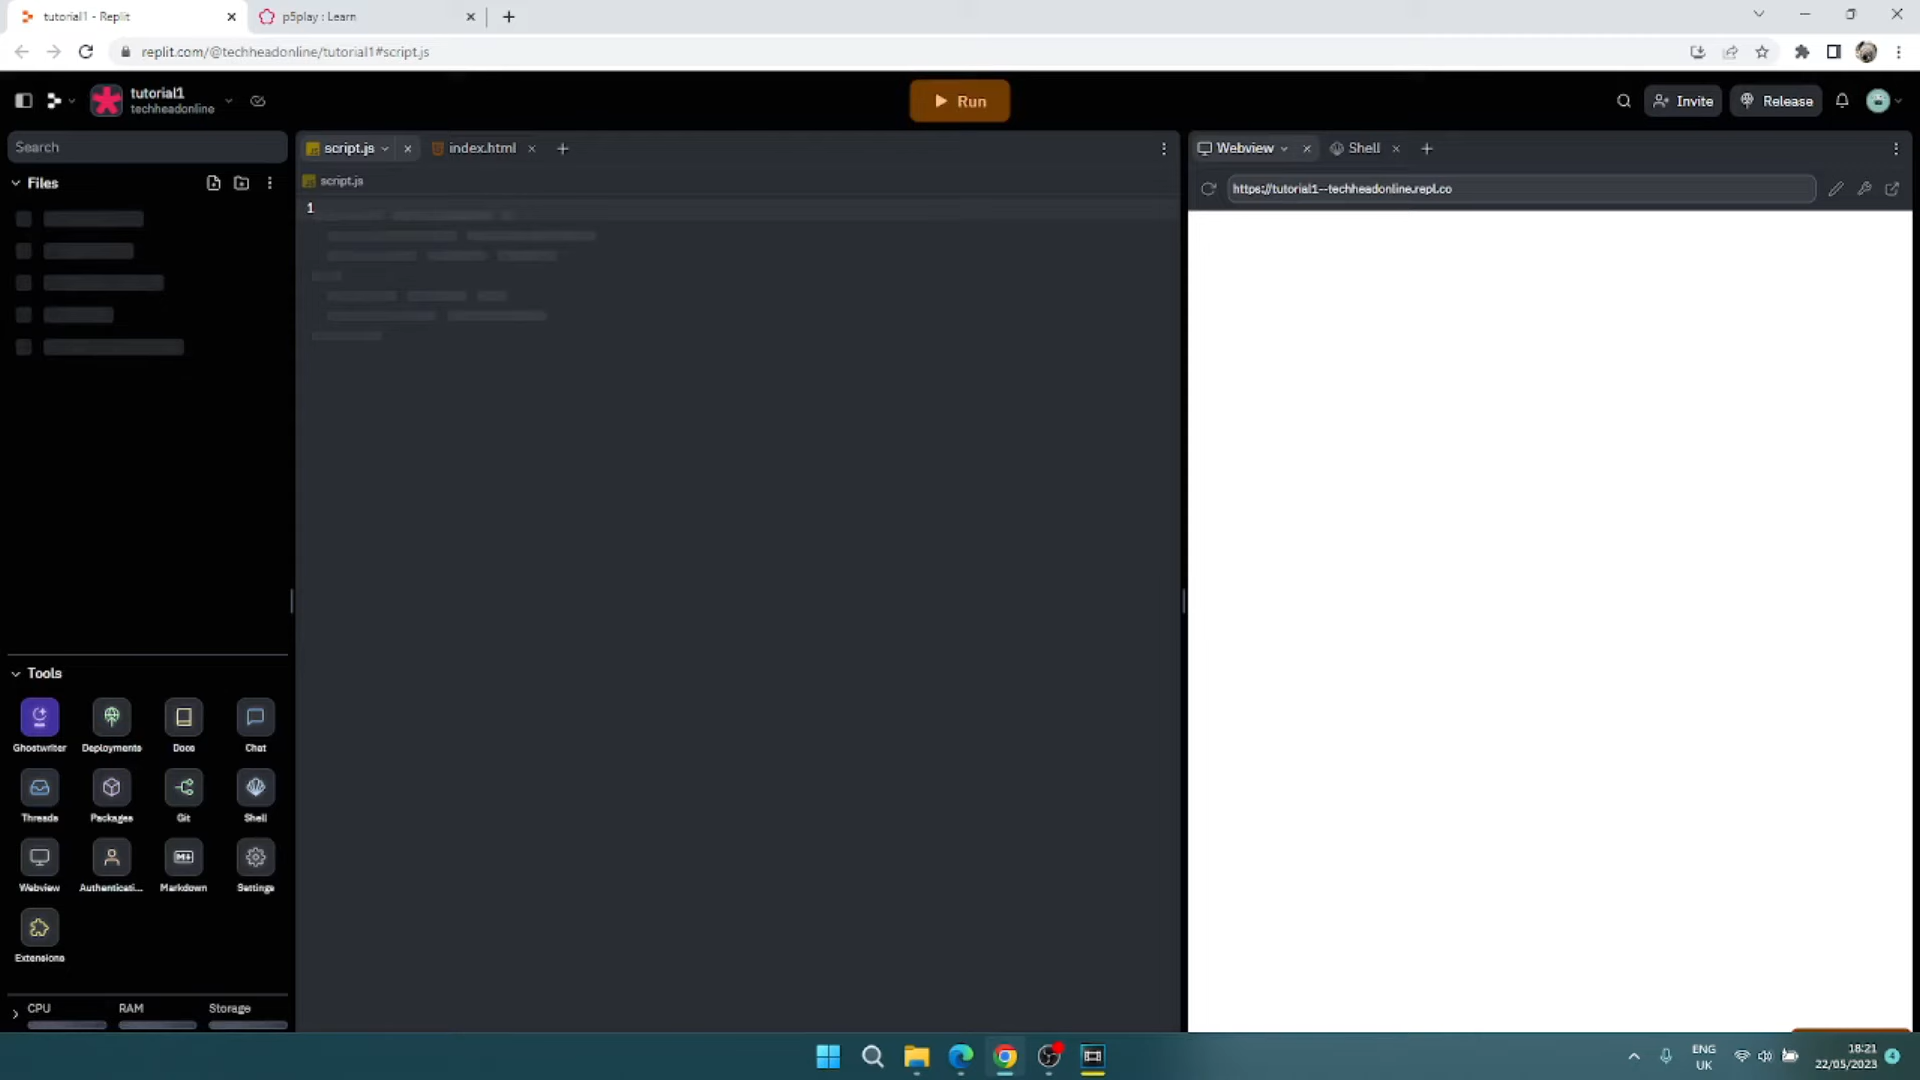 tutorial1 - Replit
p5play : Learn
replit.com/@techheadonline/tutorial1#script.js
tutorial1
techheadonline
Run
Invite
Release
Search
Files
script.js
index.html
script.js
1
Webview
Shell
https://tutorial1--techheadonline.repl.co
Tools
Ghostwriter
Deployments
Docs
Chat
Threads
Packages
Git
Shell
Webview
Authenticati...
Markdown
Settings
Extensions
CPU
RAM
Storage
ENG
UK
18:21
22/05/2023
4